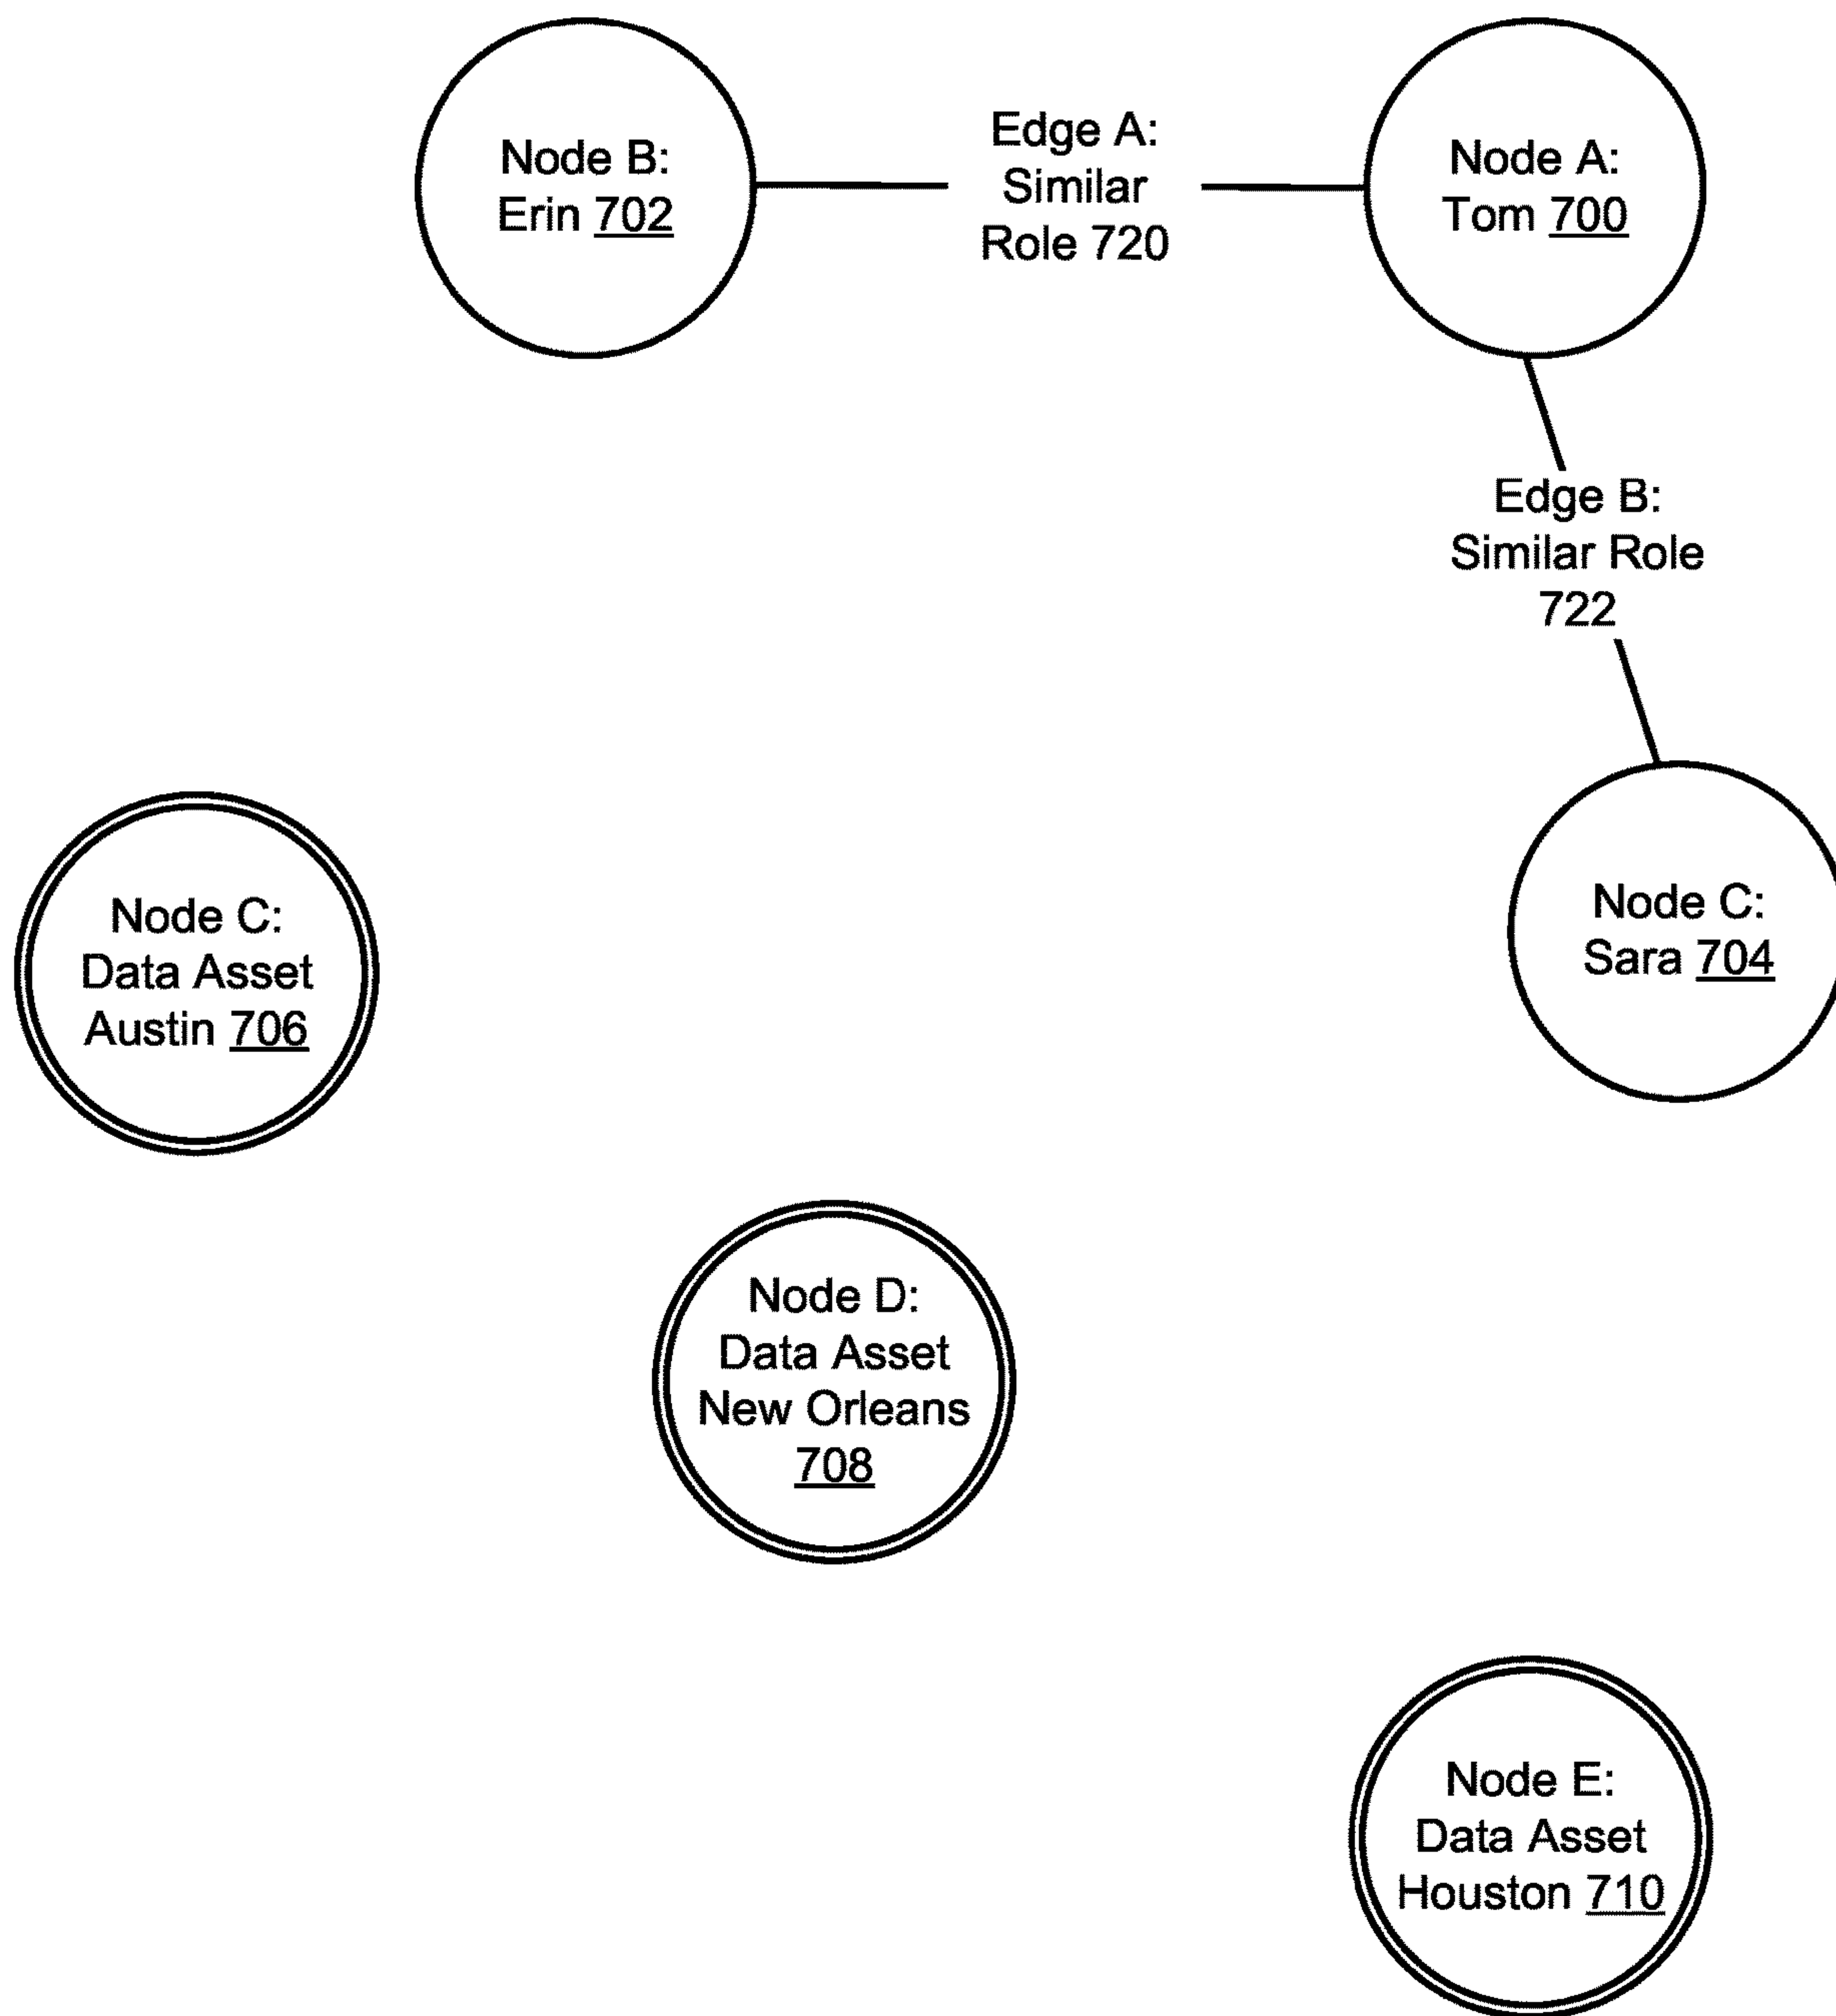 Node B:
Erin 702
Edge A:
Similar
Role 720
Node A:
Tom 700
Edge B:
Similar Role
722
Node C:
Sara 704
Node C:
Data Asset
Austin 706
Node D:
Data Asset
New Orleans
708
Node E:
Data Asset
Houston 710